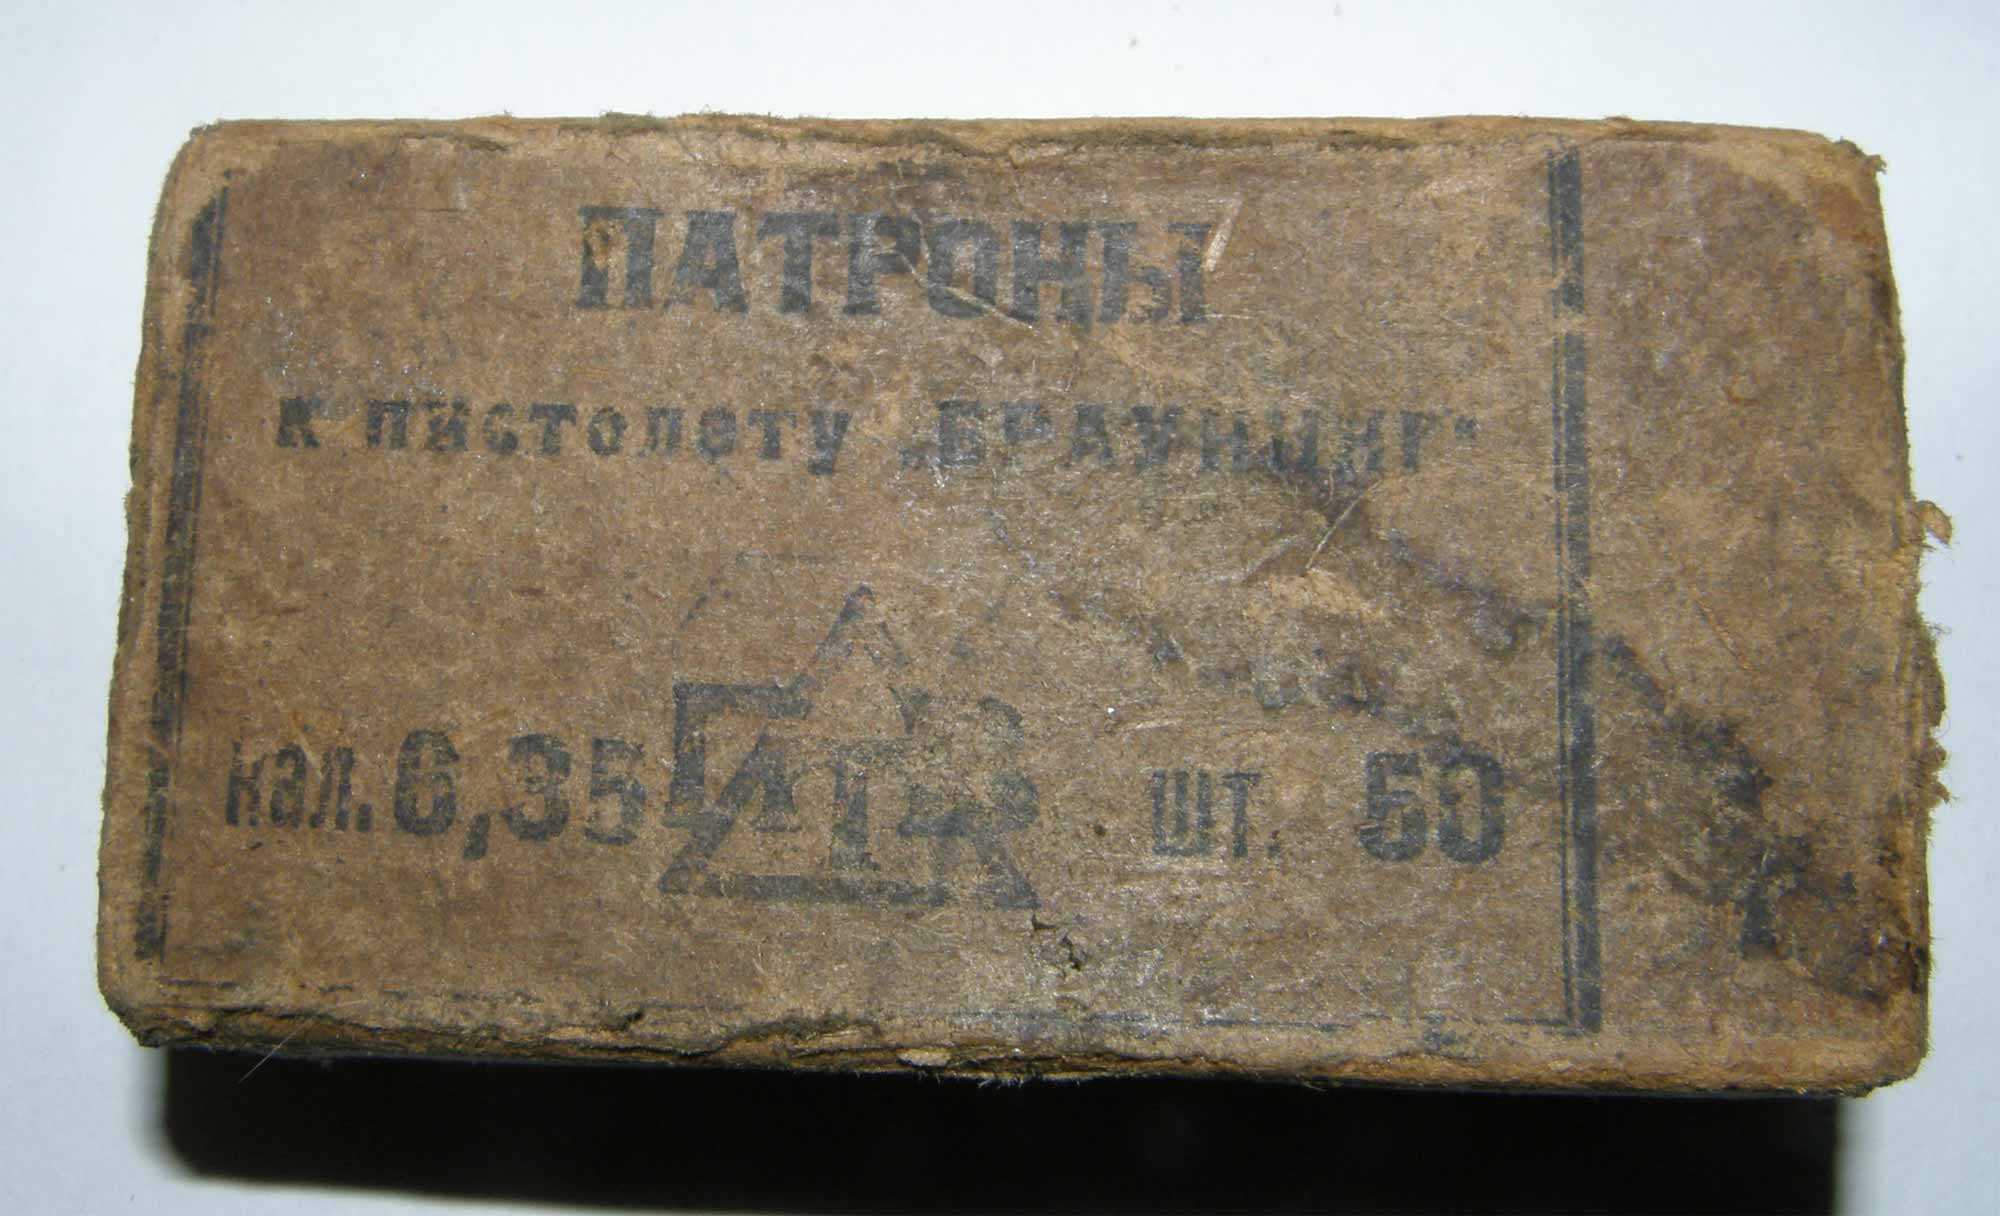 ПАТРОНЫ
к пистолету „БРАУНИНГ“
кал. 6,35 шт. 50